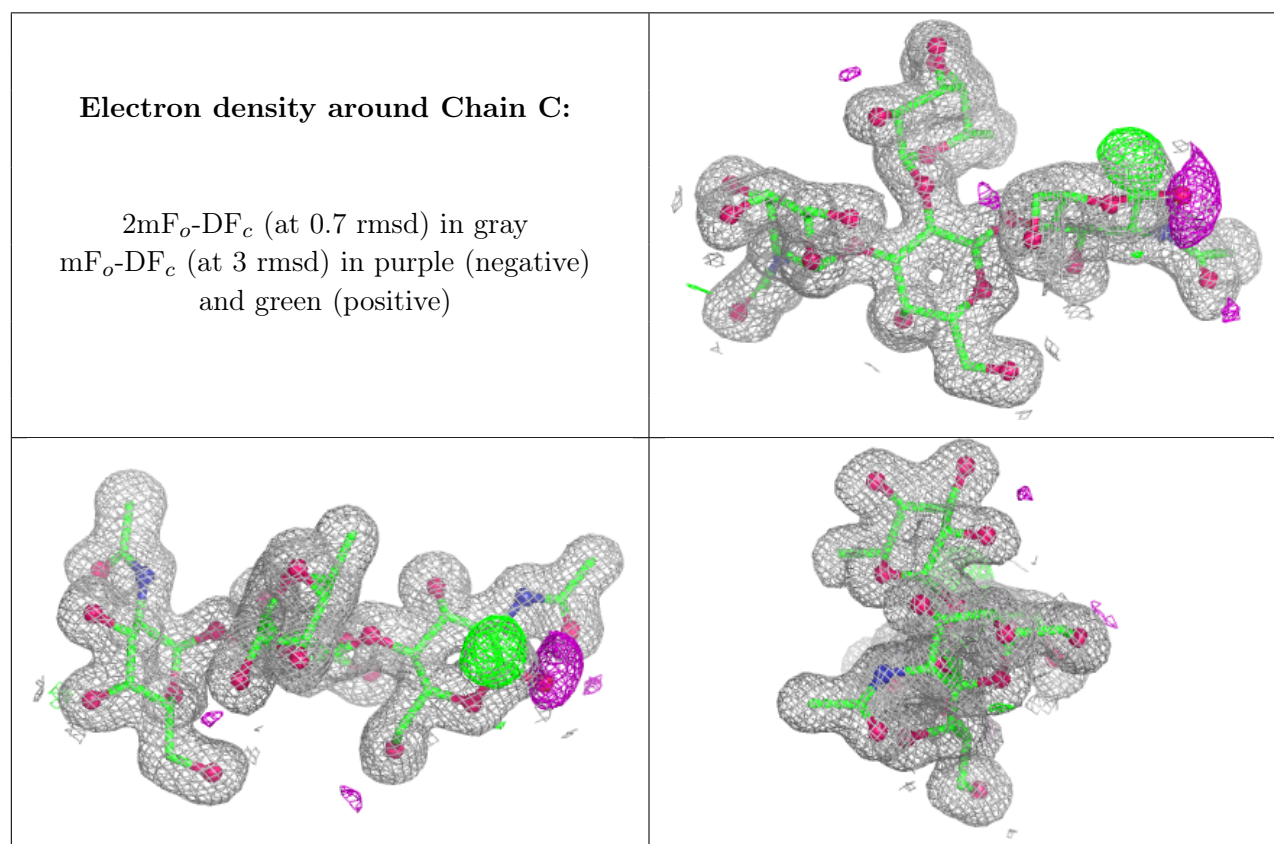 Electron density around Chain C:
2mFₒ-DF𝒸 (at 0.7 rmsd) in gray
mFₒ-DF𝒸 (at 3 rmsd) in purple (negative)
and green (positive)